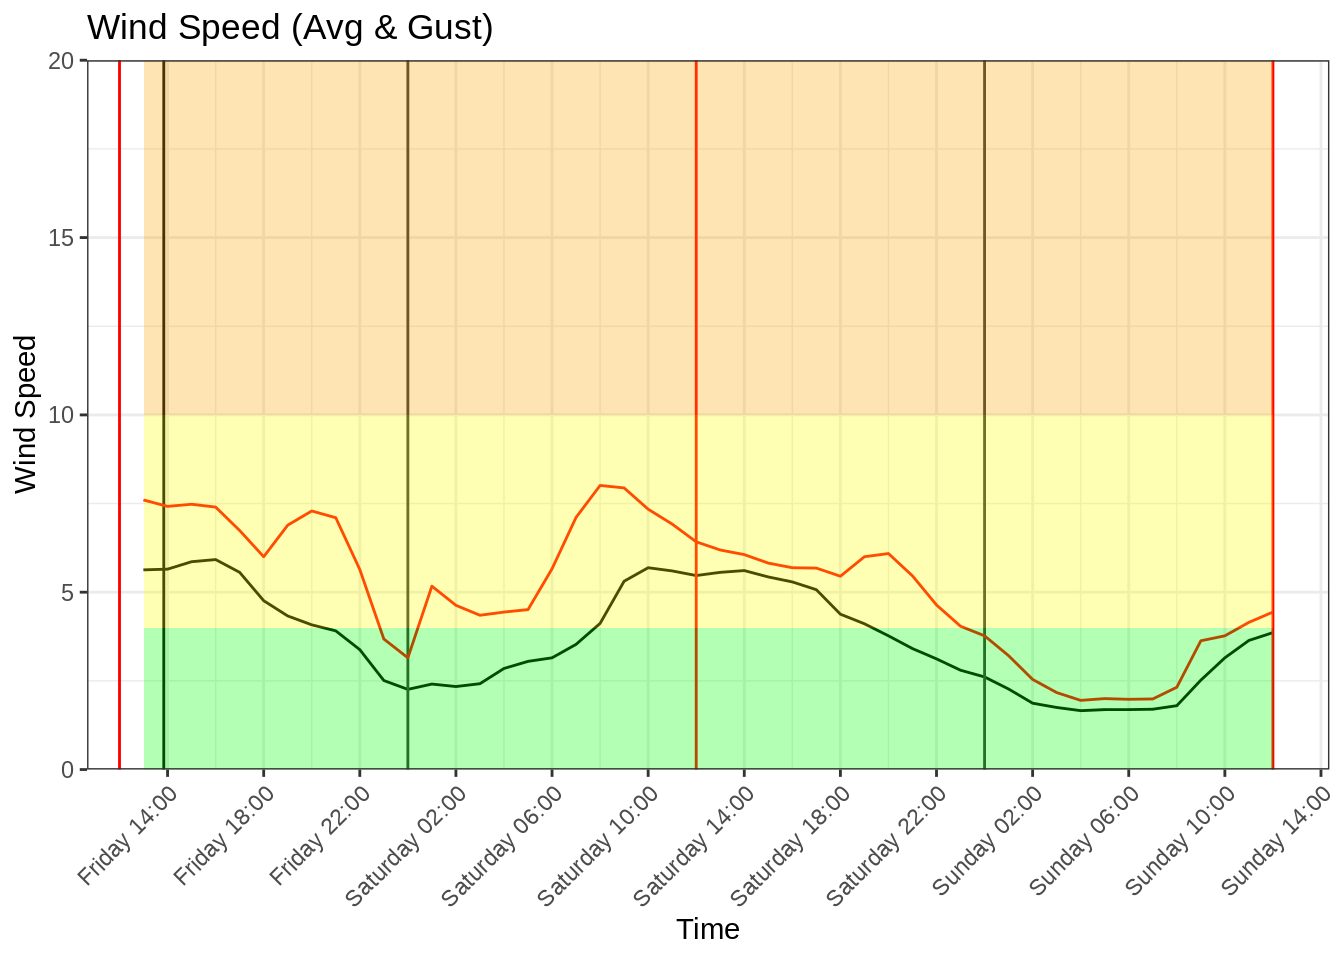 Wind Speed (Avg & Gust)
20
15
10
5
0
Wind Speed
Friday 14:00
Friday 18:00
Friday 22:00
Saturday 02:00
Saturday 06:00
Saturday 10:00
Saturday 14:00
Saturday 18:00
Saturday 22:00
Sunday 02:00
Sunday 06:00
Sunday 10:00
Sunday 14:00
Time